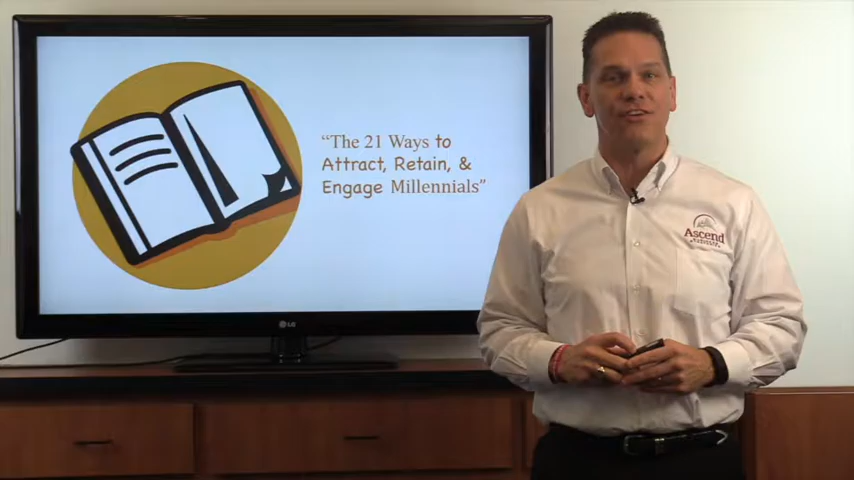 “The 21 Ways to
Attract, Retain, &
Engage Millennials”
LG
Ascend